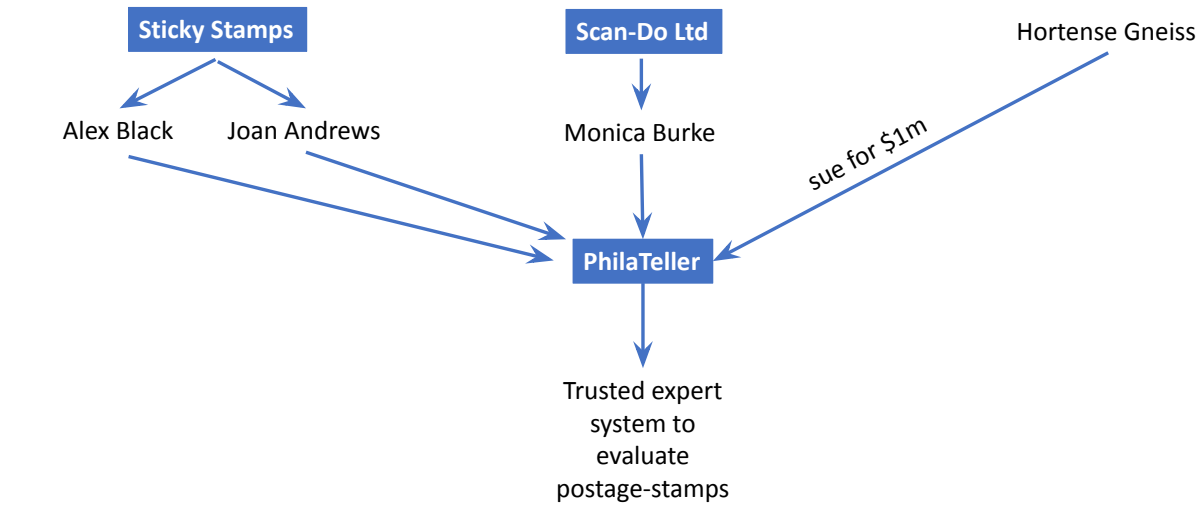 Sticky Stamps
Scan-Do Ltd
Hortense Gneiss
Alex Black
Joan Andrews
Monica Burke
sue for $1m
PhilaTeller
Trusted expert
system to
evaluate
postage-stamps